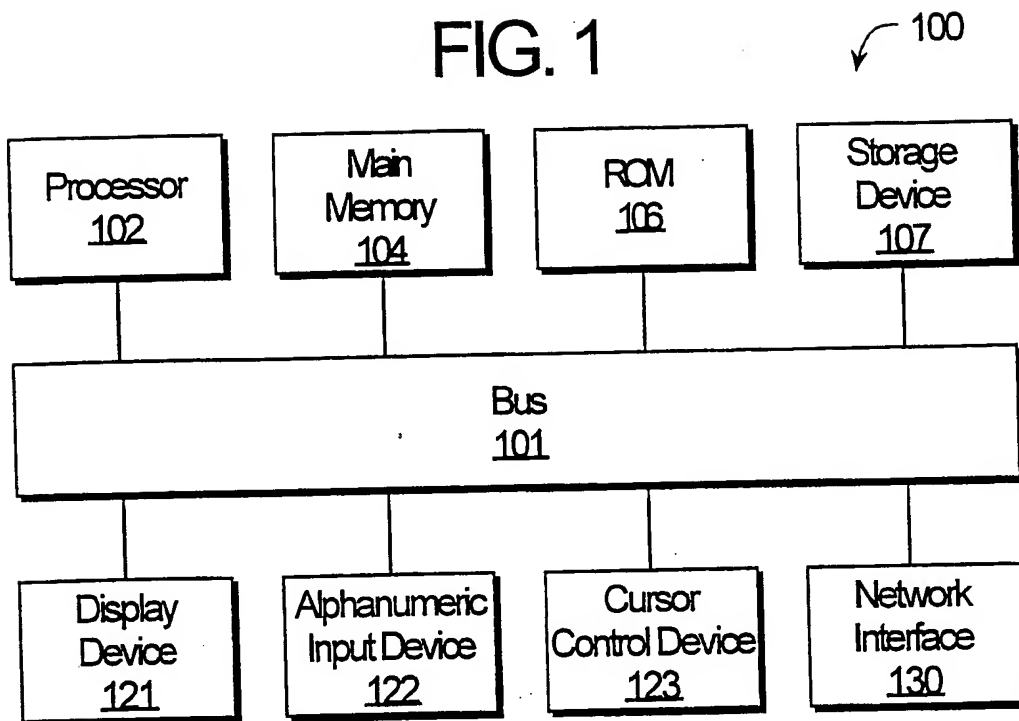 FIG. 1
100
Processor
102
Main
Memory
104
ROM
106
Storage
Device
107
Bus
101
Display
Device
121
Alphanumeric
Input Device
122
Cursor
Control Device
123
Network
Interface
130